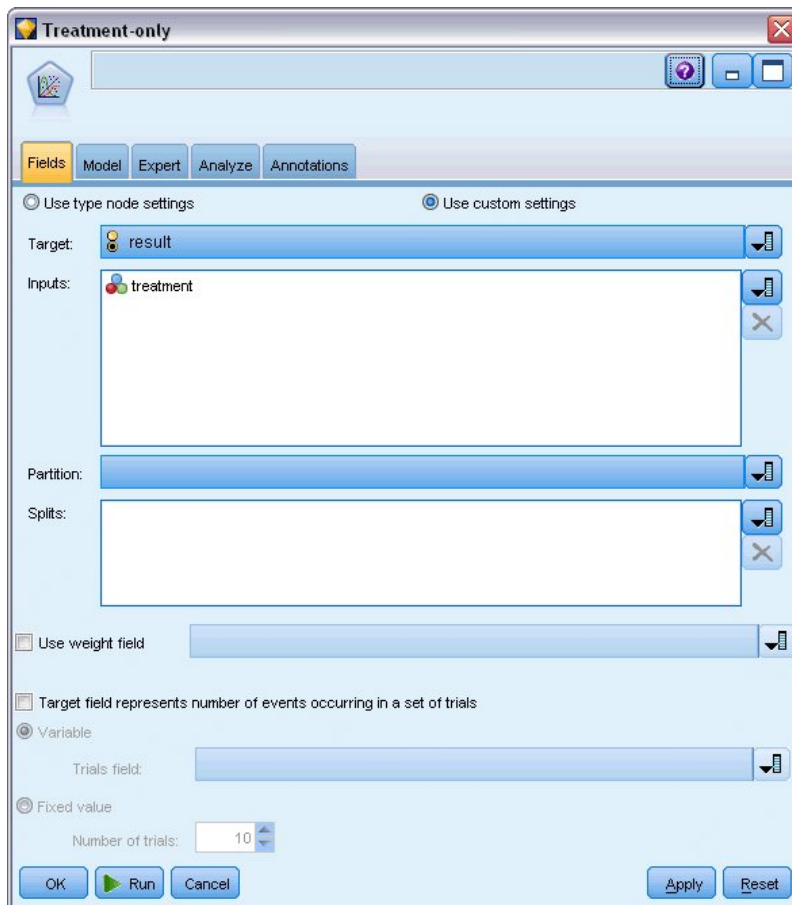 Treatment-only
Fields Model Expert Analyze Annotations
Use type node settings Use custom settings
Target: result
Inputs: treatment
Partition:
Splits:
Use weight field
Target field represents number of events occurring in a set of trials
Variable
Trials field:
Fixed value
Number of trials: 10
OK Run Cancel Apply Reset